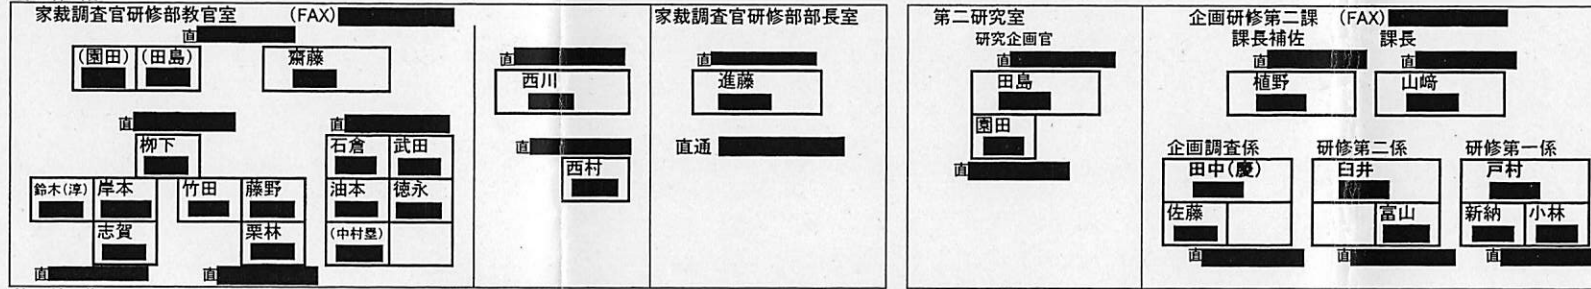 家裁調査官研修部教官室 (FAX)
直
(園田) (田島) 齋藤
直 直
栁下 石倉 武田
鈴木(淳) 岸本 竹田 藤野 油本 徳永
志賀 栗林 (中村塁)
直 直
直
西川
直
西村
家裁調査官研修部部長室
直
進藤
直通
第二研究室
研究企画官
直
田島
園田
直
企画研修第二課 (FAX)
課長補佐 課長
直 直
植野 山﨑
企画調査係 研修第二係 研修第一係
田中(慶) 臼井 戸村
佐藤 富山 新納 小林
直 直 直